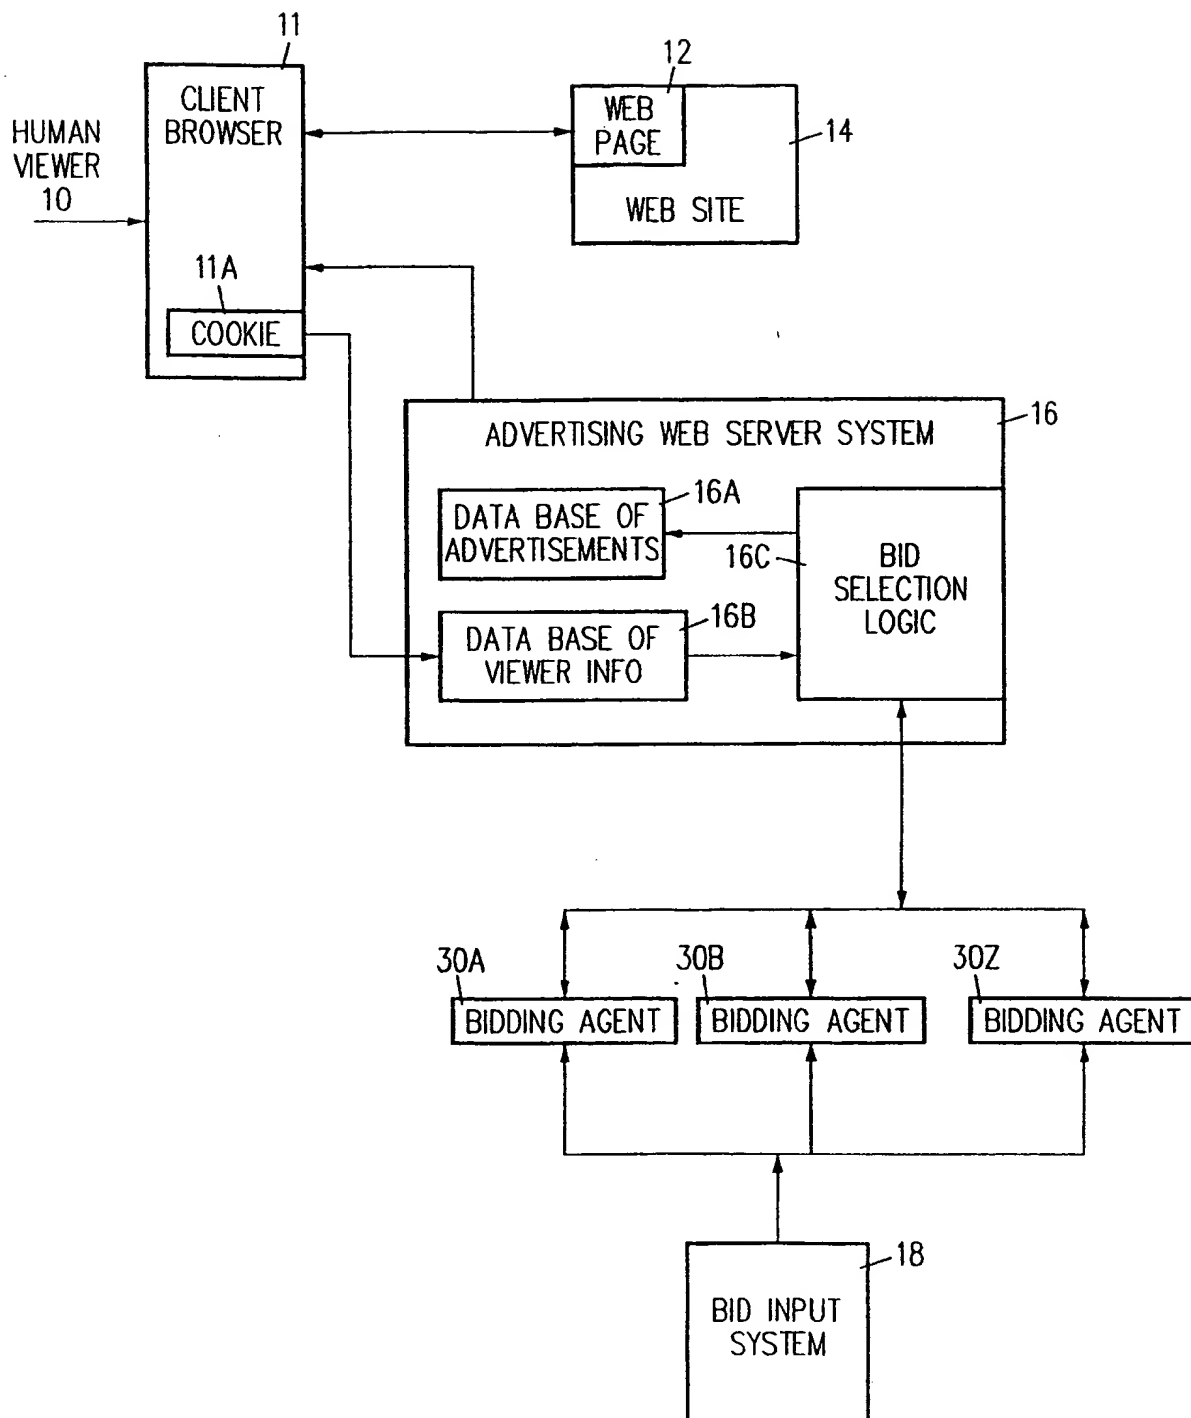 11
CLIENT
BROWSER
HUMAN
VIEWER
10
12
WEB
PAGE
14
WEB SITE
11A
COOKIE
16
ADVERTISING WEB SERVER SYSTEM
16A
DATA BASE OF
ADVERTISEMENTS
16C
BID
SELECTION
LOGIC
16B
DATA BASE OF
VIEWER INFO
30A
BIDDING AGENT
30B
BIDDING AGENT
30Z
BIDDING AGENT
18
BID INPUT
SYSTEM